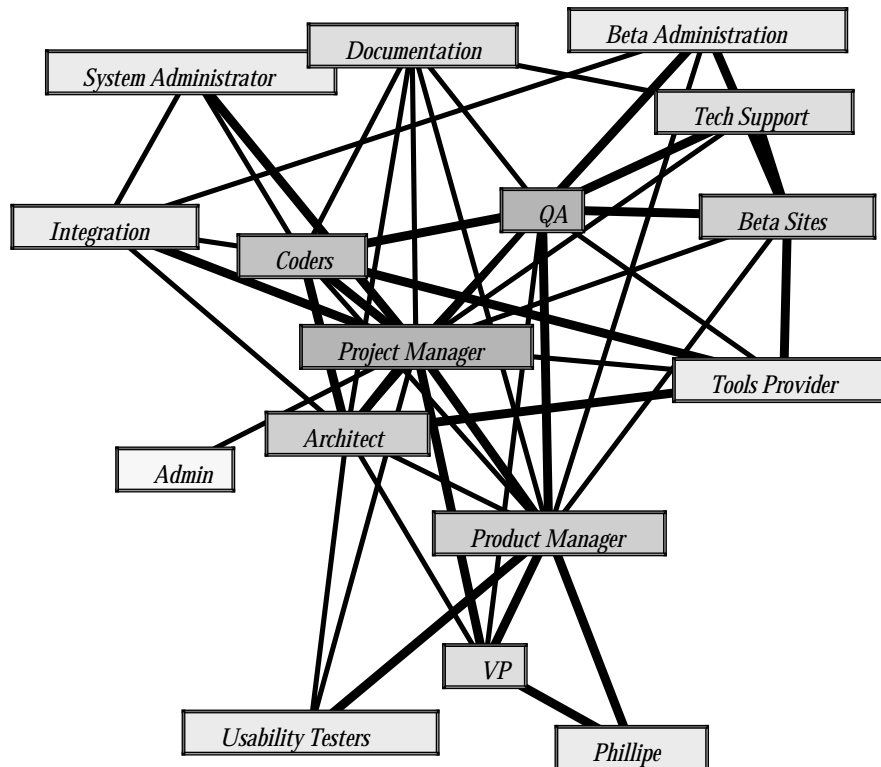 Documentation
Beta Administration
System Administrator
Tech Support
QA
Beta Sites
Integration
Coders
Project Manager
Tools Provider
Architect
Admin
Product Manager
VP
Usability Testers
Phillipe